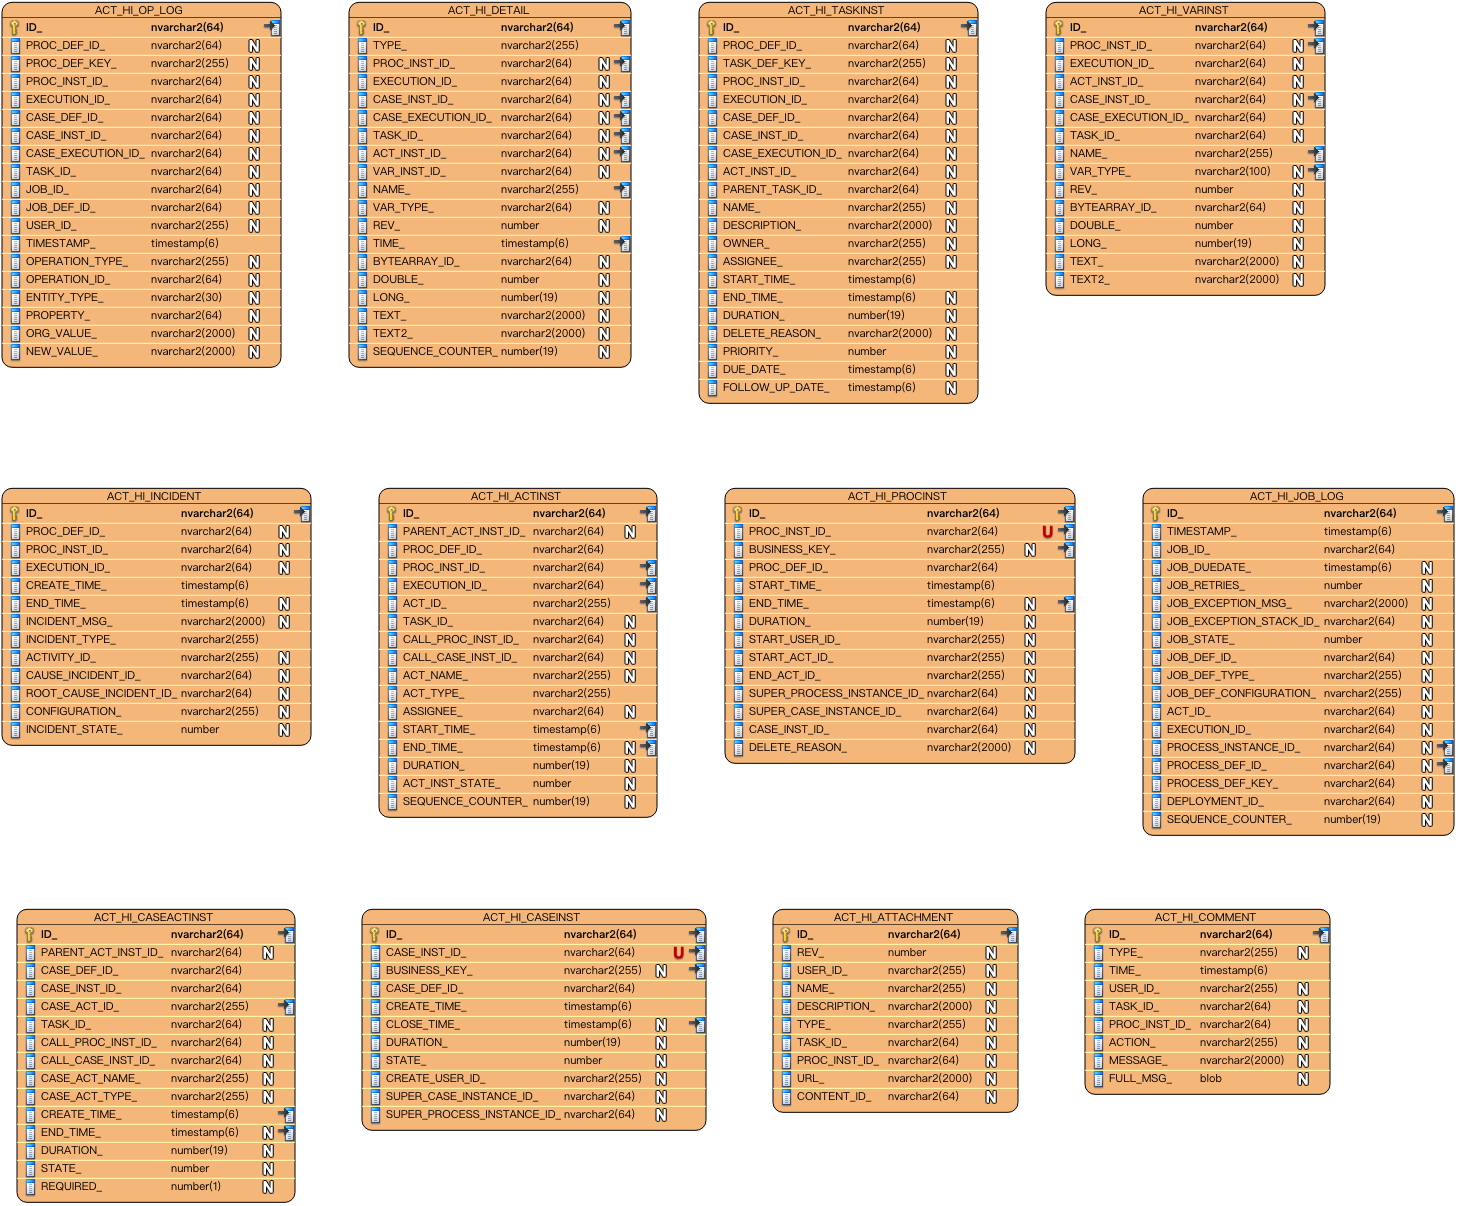 ACT_HI_OP_LOG
ID_ nvarchar2(64)
PROC_DEF_ID_ nvarchar2(64) N
PROC_DEF_KEY_ nvarchar2(255) N
PROC_INST_ID_ nvarchar2(64) N
EXECUTION_ID_ nvarchar2(64) N
CASE_DEF_ID_ nvarchar2(64) N
CASE_INST_ID_ nvarchar2(64) N
CASE_EXECUTION_ID_ nvarchar2(64) N
TASK_ID_ nvarchar2(64) N
JOB_ID_ nvarchar2(64) N
JOB_DEF_ID_ nvarchar2(64) N
USER_ID_ nvarchar2(255) N
TIMESTAMP_ timestamp(6)
OPERATION_TYPE_ nvarchar2(255) N
OPERATION_ID_ nvarchar2(64) N
ENTITY_TYPE_ nvarchar2(30) N
PROPERTY_ nvarchar2(64) N
ORG_VALUE_ nvarchar2(2000) N
NEW_VALUE_ nvarchar2(2000) N
ACT_HI_DETAIL
ID_ nvarchar2(64)
TYPE_ nvarchar2(255)
PROC_INST_ID_ nvarchar2(64) N
EXECUTION_ID_ nvarchar2(64) N
CASE_INST_ID_ nvarchar2(64) N
CASE_EXECUTION_ID_ nvarchar2(64) N
TASK_ID_ nvarchar2(64) N
ACT_INST_ID_ nvarchar2(64) N
VAR_INST_ID_ nvarchar2(64) N
NAME_ nvarchar2(255)
VAR_TYPE_ nvarchar2(64) N
REV_ number N
TIME_ timestamp(6)
BYTEARRAY_ID_ nvarchar2(64) N
DOUBLE_ number N
LONG_ number(19) N
TEXT_ nvarchar2(2000) N
TEXT2_ nvarchar2(2000) N
SEQUENCE_COUNTER_ number(19) N
ACT_HI_TASKINST
ID_ nvarchar2(64)
PROC_DEF_ID_ nvarchar2(64) N
TASK_DEF_KEY_ nvarchar2(255) N
PROC_INST_ID_ nvarchar2(64) N
EXECUTION_ID_ nvarchar2(64) N
CASE_DEF_ID_ nvarchar2(64) N
CASE_INST_ID_ nvarchar2(64) N
CASE_EXECUTION_ID_ nvarchar2(64) N
ACT_INST_ID_ nvarchar2(64) N
PARENT_TASK_ID_ nvarchar2(64) N
NAME_ nvarchar2(255) N
DESCRIPTION_ nvarchar2(2000) N
OWNER_ nvarchar2(255) N
ASSIGNEE_ nvarchar2(255) N
START_TIME_ timestamp(6)
END_TIME_ timestamp(6) N
DURATION_ number(19) N
DELETE_REASON_ nvarchar2(2000) N
PRIORITY_ number N
DUE_DATE_ timestamp(6) N
FOLLOW_UP_DATE_ timestamp(6) N
ACT_HI_VARINST
ID_ nvarchar2(64)
PROC_INST_ID_ nvarchar2(64) N
EXECUTION_ID_ nvarchar2(64) N
ACT_INST_ID_ nvarchar2(64) N
CASE_INST_ID_ nvarchar2(64) N
CASE_EXECUTION_ID_ nvarchar2(64) N
TASK_ID_ nvarchar2(64) N
NAME_ nvarchar2(255)
VAR_TYPE_ nvarchar2(100) N
REV_ number N
BYTEARRAY_ID_ nvarchar2(64) N
DOUBLE_ number N
LONG_ number(19) N
TEXT_ nvarchar2(2000) N
TEXT2_ nvarchar2(2000) N
ACT_HI_INCIDENT
ID_ nvarchar2(64)
PROC_DEF_ID_ nvarchar2(64) N
PROC_INST_ID_ nvarchar2(64) N
EXECUTION_ID_ nvarchar2(64) N
CREATE_TIME_ timestamp(6)
END_TIME_ timestamp(6) N
INCIDENT_MSG_ nvarchar2(2000) N
INCIDENT_TYPE_ nvarchar2(255)
ACTIVITY_ID_ nvarchar2(255) N
CAUSE_INCIDENT_ID_ nvarchar2(64) N
ROOT_CAUSE_INCIDENT_ID_ nvarchar2(64) N
CONFIGURATION_ nvarchar2(255) N
INCIDENT_STATE_ number N
ACT_HI_ACTINST
ID_ nvarchar2(64)
PARENT_ACT_INST_ID_ nvarchar2(64) N
PROC_DEF_ID_ nvarchar2(64)
PROC_INST_ID_ nvarchar2(64)
EXECUTION_ID_ nvarchar2(64)
ACT_ID_ nvarchar2(255)
TASK_ID_ nvarchar2(64) N
CALL_PROC_INST_ID_ nvarchar2(64) N
CALL_CASE_INST_ID_ nvarchar2(64) N
ACT_NAME_ nvarchar2(255) N
ACT_TYPE_ nvarchar2(255)
ASSIGNEE_ nvarchar2(64) N
START_TIME_ timestamp(6)
END_TIME_ timestamp(6) N
DURATION_ number(19) N
ACT_INST_STATE_ number N
SEQUENCE_COUNTER_ number(19) N
ACT_HI_PROCINST
ID_ nvarchar2(64)
PROC_INST_ID_ nvarchar2(64) U
BUSINESS_KEY_ nvarchar2(255) N
PROC_DEF_ID_ nvarchar2(64)
START_TIME_ timestamp(6)
END_TIME_ timestamp(6) N
DURATION_ number(19) N
START_USER_ID_ nvarchar2(255) N
START_ACT_ID_ nvarchar2(255) N
END_ACT_ID_ nvarchar2(255) N
SUPER_PROCESS_INSTANCE_ID_ nvarchar2(64) N
SUPER_CASE_INSTANCE_ID_ nvarchar2(64) N
CASE_INST_ID_ nvarchar2(64) N
DELETE_REASON_ nvarchar2(2000) N
ACT_HI_JOB_LOG
ID_ nvarchar2(64)
TIMESTAMP_ timestamp(6)
JOB_ID_ nvarchar2(64)
JOB_DUEDATE_ timestamp(6) N
JOB_RETRIES_ number N
JOB_EXCEPTION_MSG_ nvarchar2(2000) N
JOB_EXCEPTION_STACK_ID_ nvarchar2(64) N
JOB_STATE_ number N
JOB_DEF_ID_ nvarchar2(64) N
JOB_DEF_TYPE_ nvarchar2(255) N
JOB_DEF_CONFIGURATION_ nvarchar2(255) N
ACT_ID_ nvarchar2(64) N
EXECUTION_ID_ nvarchar2(64) N
PROCESS_INSTANCE_ID_ nvarchar2(64) N
PROCESS_DEF_ID_ nvarchar2(64) N
PROCESS_DEF_KEY_ nvarchar2(64) N
DEPLOYMENT_ID_ nvarchar2(64) N
SEQUENCE_COUNTER_ number(19) N
ACT_HI_CASEACTINST
ID_ nvarchar2(64)
PARENT_ACT_INST_ID_ nvarchar2(64) N
CASE_DEF_ID_ nvarchar2(64)
CASE_INST_ID_ nvarchar2(64)
CASE_ACT_ID_ nvarchar2(255)
TASK_ID_ nvarchar2(64) N
CALL_PROC_INST_ID_ nvarchar2(64) N
CALL_CASE_INST_ID_ nvarchar2(64) N
CASE_ACT_NAME_ nvarchar2(255) N
CASE_ACT_TYPE_ nvarchar2(255) N
CREATE_TIME_ timestamp(6)
END_TIME_ timestamp(6) N
DURATION_ number(19) N
STATE_ number N
REQUIRED_ number(1) N
ACT_HI_CASEINST
ID_ nvarchar2(64)
CASE_INST_ID_ nvarchar2(64) U
BUSINESS_KEY_ nvarchar2(255) N
CASE_DEF_ID_ nvarchar2(64)
CREATE_TIME_ timestamp(6)
CLOSE_TIME_ timestamp(6) N
DURATION_ number(19) N
STATE_ number N
CREATE_USER_ID_ nvarchar2(255) N
SUPER_CASE_INSTANCE_ID_ nvarchar2(64) N
SUPER_PROCESS_INSTANCE_ID_ nvarchar2(64) N
ACT_HI_ATTACHMENT
ID_ nvarchar2(64)
REV_ number N
USER_ID_ nvarchar2(255) N
NAME_ nvarchar2(255) N
DESCRIPTION_ nvarchar2(2000) N
TYPE_ nvarchar2(255) N
TASK_ID_ nvarchar2(64) N
PROC_INST_ID_ nvarchar2(64) N
URL_ nvarchar2(2000) N
CONTENT_ID_ nvarchar2(64) N
ACT_HI_COMMENT
ID_ nvarchar2(64)
TYPE_ nvarchar2(255) N
TIME_ timestamp(6)
USER_ID_ nvarchar2(255) N
TASK_ID_ nvarchar2(64) N
PROC_INST_ID_ nvarchar2(64) N
ACTION_ nvarchar2(255) N
MESSAGE_ nvarchar2(2000) N
FULL_MSG_ blob N